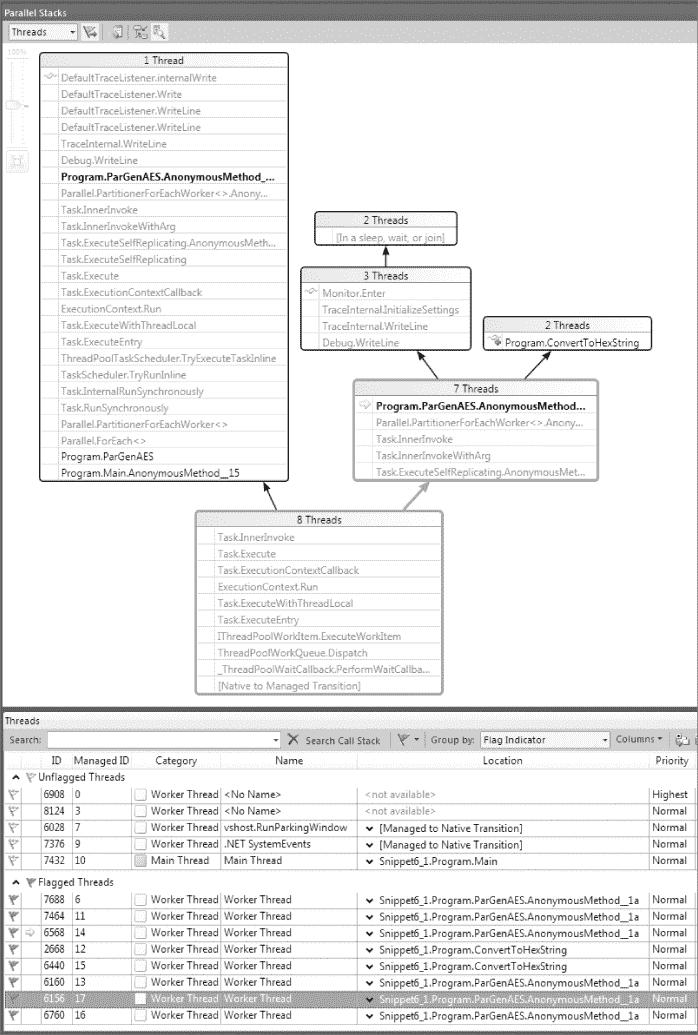 Parallel Stacks
Threads
100%
1 Thread
DefaultTraceListener.internalWrite
DefaultTraceListener.Write
DefaultTraceListener.WriteLine
DefaultTraceListener.WriteLine
TraceInternal.WriteLine
Debug.WriteLine
Program.ParGenAES.AnonymousMethod_...
Parallel.PartitionerForEachWorker<>.Anony...
Task.InnerInvoke
Task.InnerInvokeWithArg
Task.ExecuteSelfReplicating.AnonymousMeth...
Task.ExecuteSelfReplicating
Task.Execute
Task.ExecutionContextCallback
ExecutionContext.Run
Task.ExecuteWithThreadLocal
Task.ExecuteEntry
ThreadPoolTaskScheduler.TryExecuteTaskInline
TaskScheduler.TryRunInline
Task.InternalRunSynchronously
Task.RunSynchronously
Parallel.PartitionerForEachWorker<>
Parallel.ForEach<>
Program.ParGenAES
Program.Main.AnonymousMethod__15
2 Threads
[In a sleep, wait, or join]
3 Threads
Monitor.Enter
TraceInternal.InitializeSettings
TraceInternal.WriteLine
Debug.WriteLine
2 Threads
Program.ConvertToHexString
7 Threads
Program.ParGenAES.AnonymousMethod...
Parallel.PartitionerForEachWorker<>.Anony...
Task.InnerInvoke
Task.InnerInvokeWithArg
Task.ExecuteSelfReplicating.AnonymousMet...
8 Threads
Task.InnerInvoke
Task.Execute
Task.ExecutionContextCallback
ExecutionContext.Run
Task.ExecuteWithThreadLocal
Task.ExecuteEntry
IThreadPoolWorkItem.ExecuteWorkItem
ThreadPoolWorkQueue.Dispatch
_ThreadPoolWaitCallback.PerformWaitCallba...
[Native to Managed Transition]
Threads
Search: Search Call Stack Group by: Flag Indicator Columns
ID Managed ID Category Name Location Priority
Unflagged Threads
6908 0 Worker Thread <No Name> <not available> Highest
8124 3 Worker Thread <No Name> <not available> Normal
6028 7 Worker Thread vshost.RunParkingWindow [Managed to Native Transition] Normal
7376 9 Worker Thread .NET SystemEvents [Managed to Native Transition] Normal
7432 10 Main Thread Main Thread Snippet6_1.Program.Main Normal
Flagged Threads
7688 6 Worker Thread Worker Thread Snippet6_1.Program.ParGenAES.AnonymousMethod__1a Normal
7464 11 Worker Thread Worker Thread Snippet6_1.Program.ParGenAES.AnonymousMethod__1a Normal
6568 14 Worker Thread Worker Thread Snippet6_1.Program.ParGenAES.AnonymousMethod__1a Normal
2668 12 Worker Thread Worker Thread Snippet6_1.Program.ConvertToHexString Normal
6440 15 Worker Thread Worker Thread Snippet6_1.Program.ConvertToHexString Normal
6160 13 Worker Thread Worker Thread Snippet6_1.Program.ParGenAES.AnonymousMethod__1a Normal
6156 17 Worker Thread Worker Thread Snippet6_1.Program.ParGenAES.AnonymousMethod__1a Normal
6760 16 Worker Thread Worker Thread Snippet6_1.Program.ParGenAES.AnonymousMethod__1a Normal